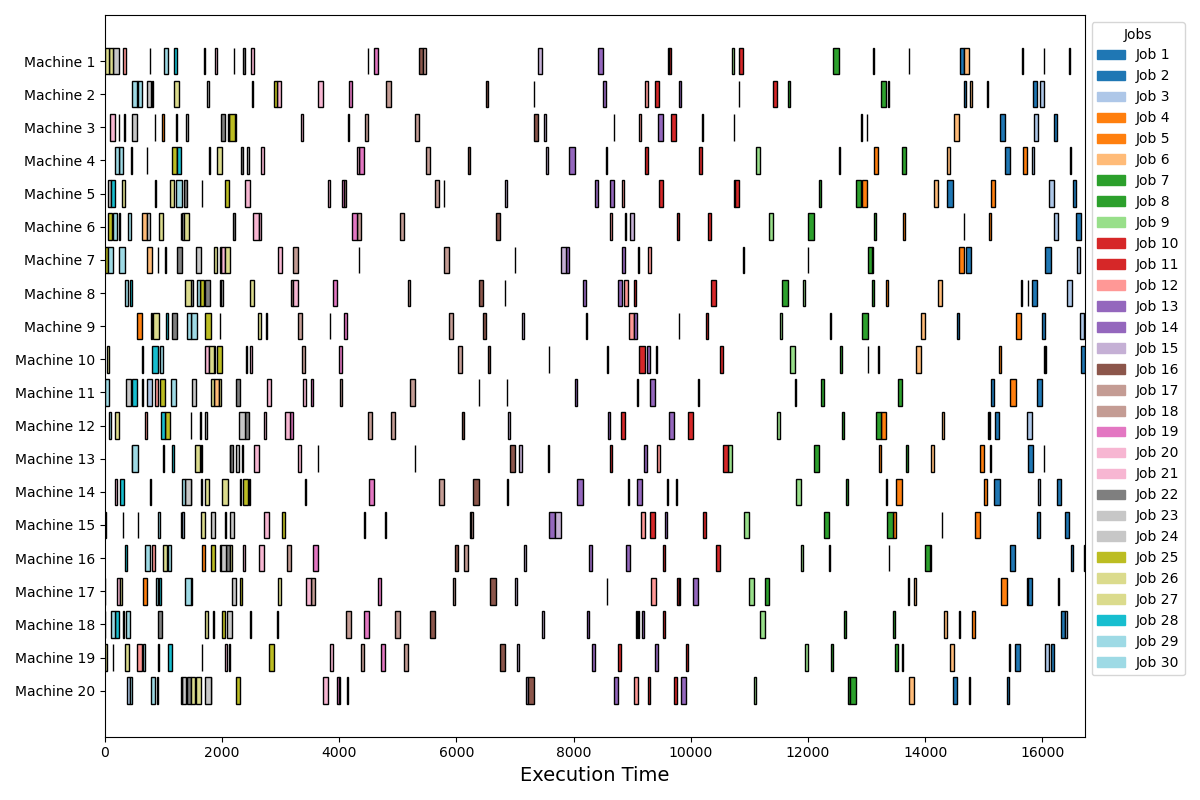 Machine 1
Machine 2
Machine 3
Machine 4
Machine 5
Machine 6
Machine 7
Machine 8
Machine 9
Machine 10
Machine 11
Machine 12
Machine 13
Machine 14
Machine 15
Machine 16
Machine 17
Machine 18
Machine 19
Machine 20
0 2000 4000 6000 8000 10000 12000 14000 16000
Execution Time
Jobs
Job 1
Job 2
Job 3
Job 4
Job 5
Job 6
Job 7
Job 8
Job 9
Job 10
Job 11
Job 12
Job 13
Job 14
Job 15
Job 16
Job 17
Job 18
Job 19
Job 20
Job 21
Job 22
Job 23
Job 24
Job 25
Job 26
Job 27
Job 28
Job 29
Job 30